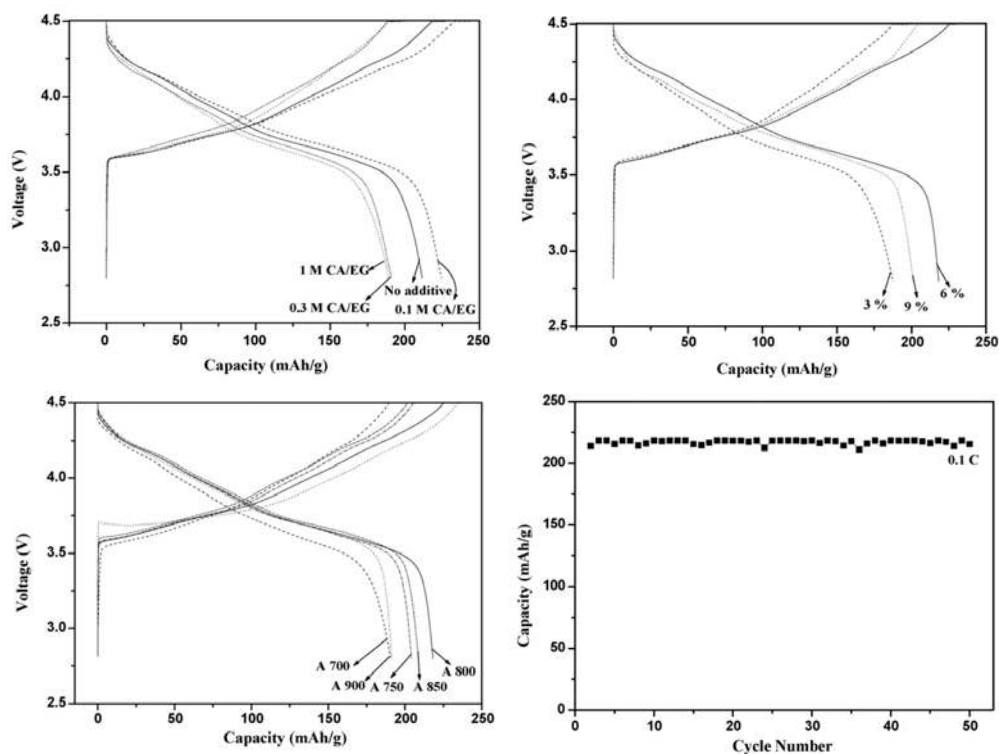 4.5
4.0
3.5
3.0
2.5
Voltage (V)
0 50 100 150 200 250
Capacity (mAh/g)
1 M CA/EG
No additive
0.3 M CA/EG
0.1 M CA/EG
4.5
4.0
3.5
3.0
2.5
Voltage (V)
0 50 100 150 200 250
Capacity (mAh/g)
3 %
9 %
6 %
4.5
4.0
3.5
3.0
2.5
Voltage (V)
0 50 100 150 200 250
Capacity (mAh/g)
A 700
A 900
A 750
A 850
A 800
250
200
150
100
50
0
Capacity (mAh/g)
0 10 20 30 40 50
Cycle Number
0.1 C